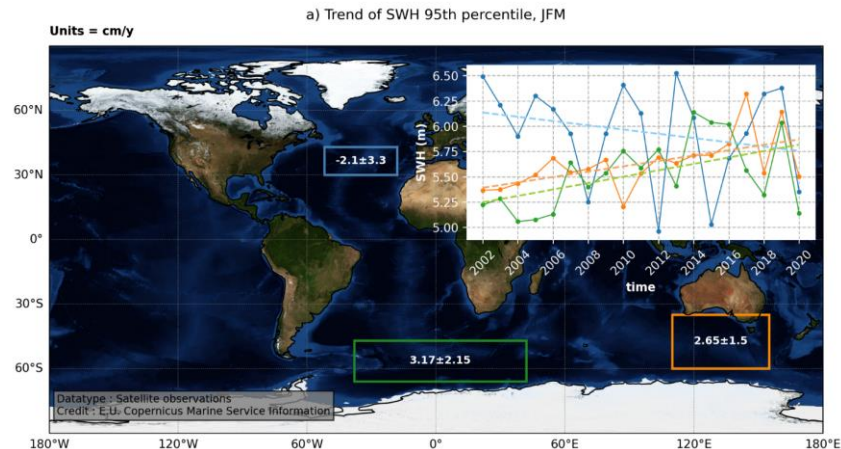 a) Trend of SWH 95th percentile, JFM
Units = cm/y
60°N
30°N
0°
30°S
60°S
-2.1±3.3
SWH (m)
6.50
6.25
6.00
5.75
5.50
5.25
5.00
2002
2004
2006
2008
2010
2012
2014
2016
2018
2020
time
3.17±2.15
2.65±1.5
Datatype : Satellite observations
Credit : E.U. Copernicus Marine Service Information
180°W
120°W
60°W
0°
60°E
120°E
180°E